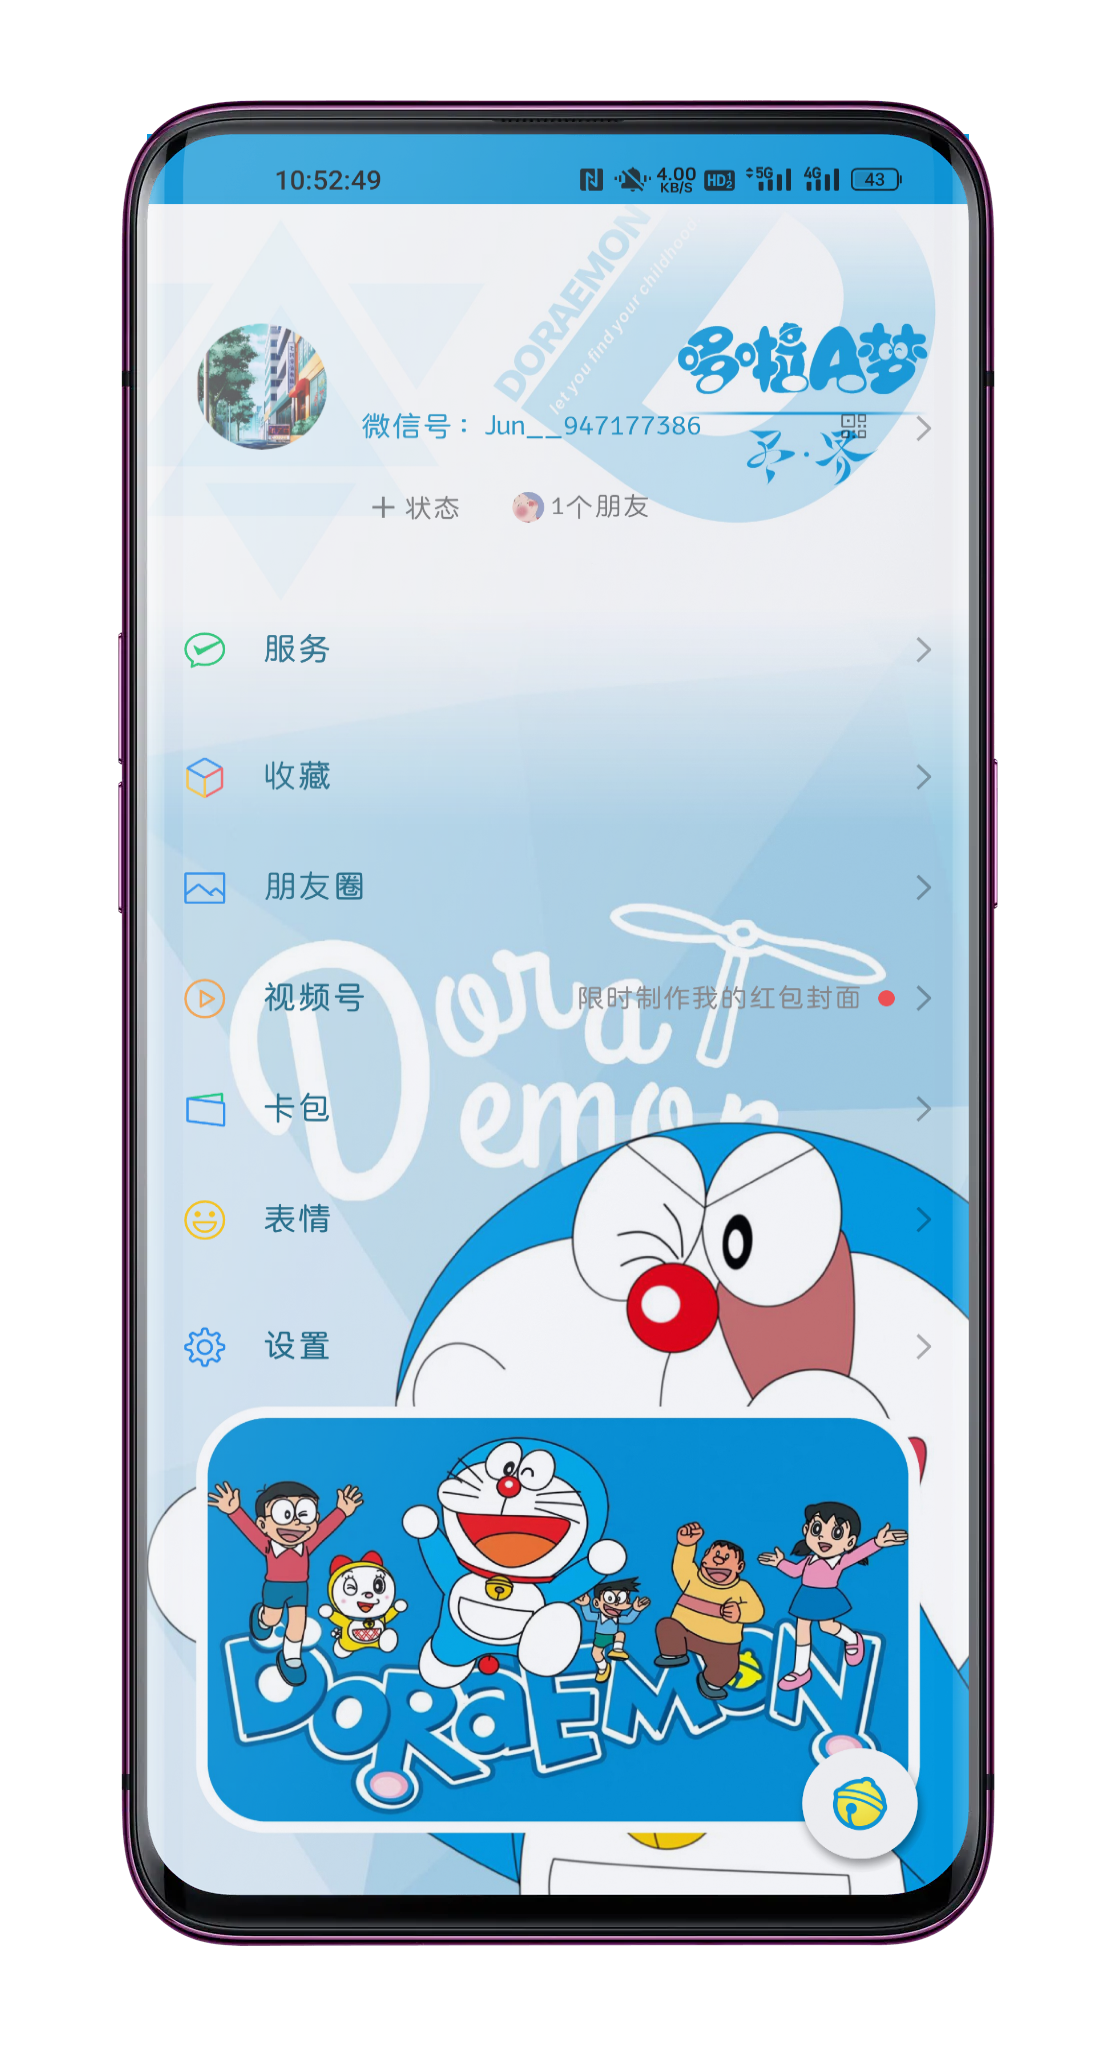 10:52:49
4.00 KB/S HD 1 2 5G 4G 43
DORAEMON
let you find your childhood
哆啦A梦
微信号：Jun__947177386
状态
1个朋友
服务
收藏
朋友圈
视频号
限时制作我的红包封面
Dora
Emon
卡包
表情
设置
DORAEMON